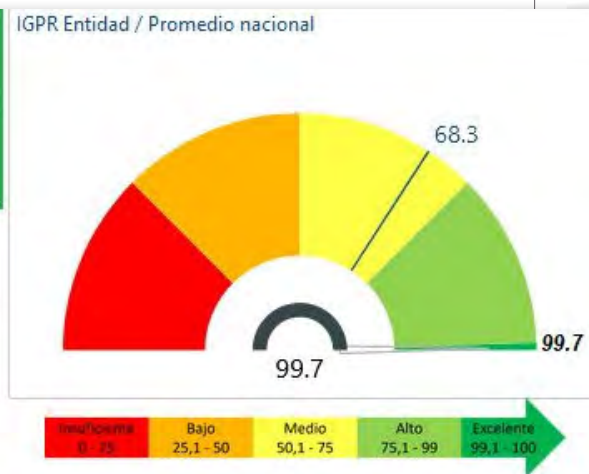 IGPR Entidad / Promedio nacional
68.3
99.7
99.7
Insuficiente Bajo Medio Alto Excelente
0 - 25 25,1 - 50 50,1 - 75 75,1 - 99 99,1 - 100